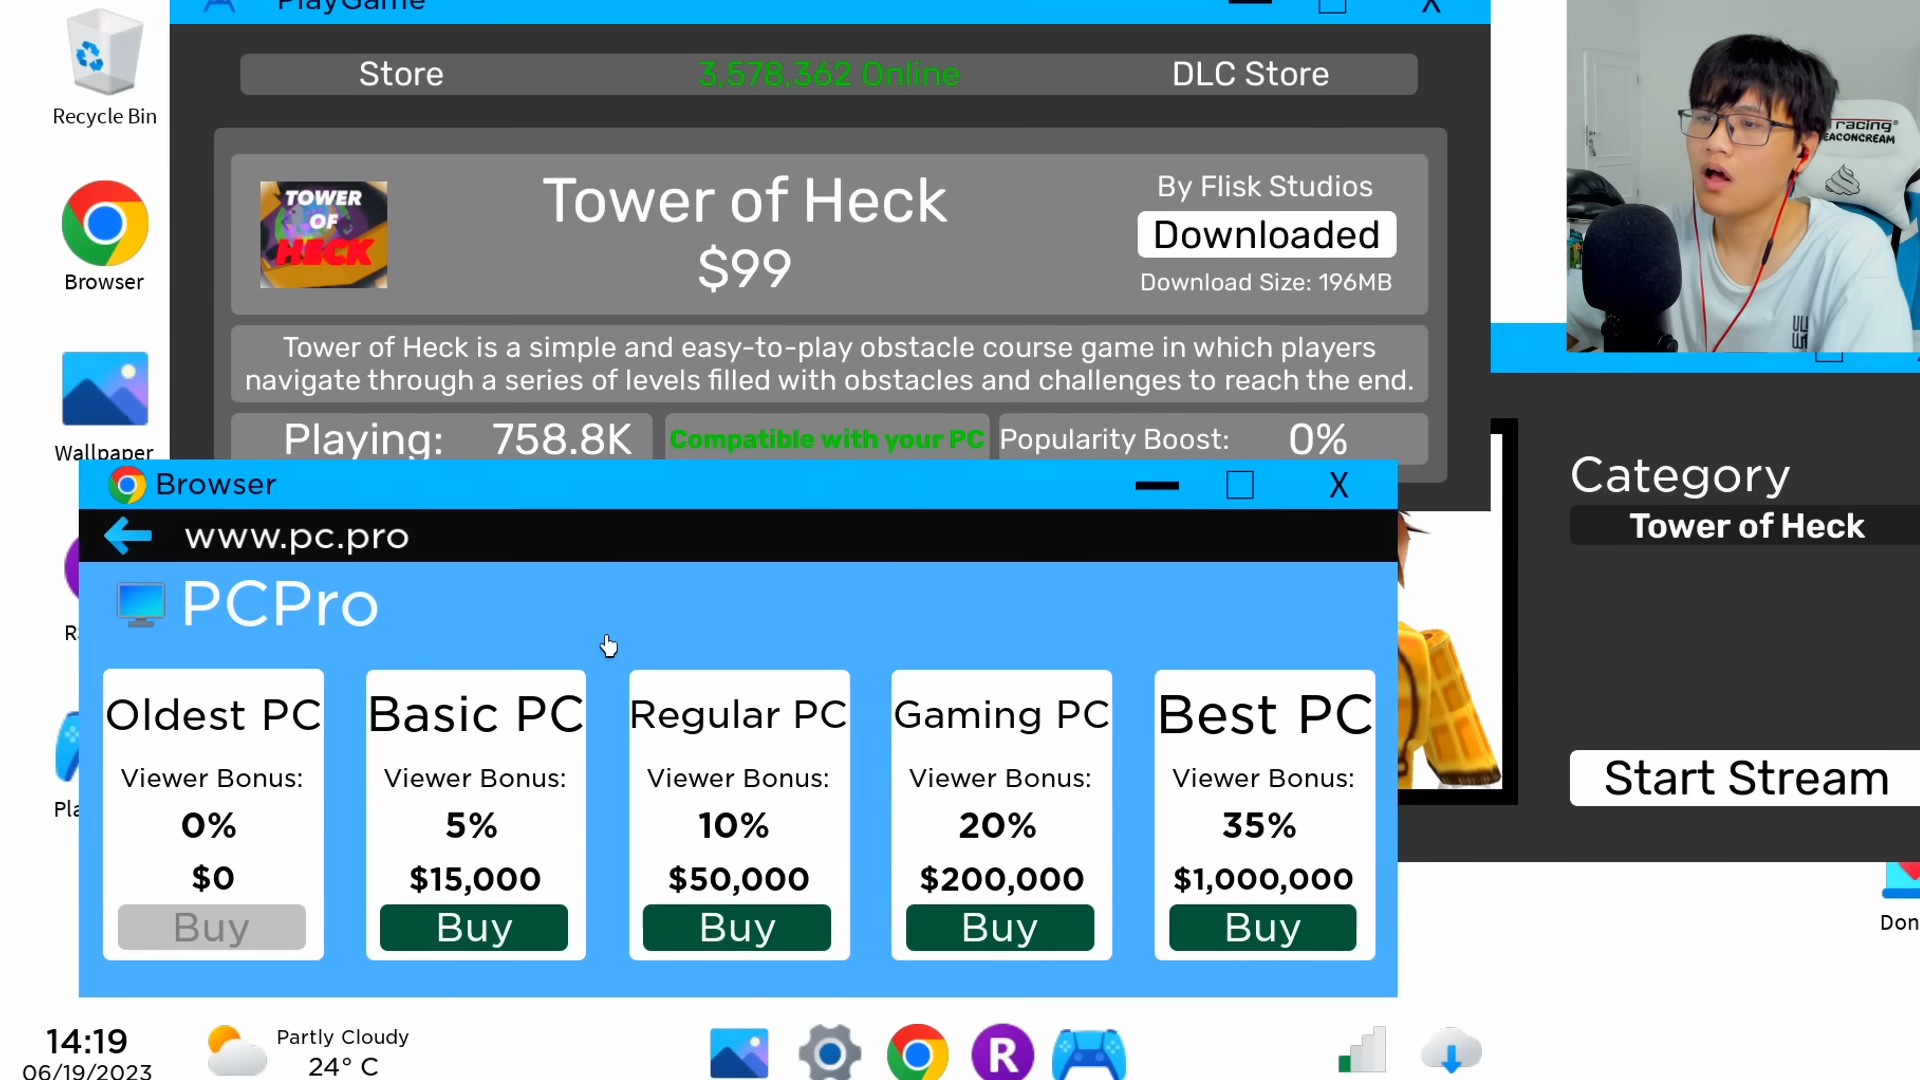 PlayGame
X
Recycle Bin
Store
3,578,362 Online
DLC Store
racing
EACONCREAM
TOWER
OF
HECK
Tower of Heck
$99
By Flisk Studios
Downloaded
Download Size: 196MB
Browser
Tower of Heck is a simple and easy-to-play obstacle course game in which players
navigate through a series of levels filled with obstacles and challenges to reach the end.
Playing: 758.8K
Compatible with your PC
Popularity Boost: 0%
Wallpaper
Browser
X
www.pc.pro
PCPro
Category
Tower of Heck
Start Stream
Oldest PC
Viewer Bonus:
0%
$0
Buy
Basic PC
Viewer Bonus:
5%
$15,000
Buy
Regular PC
Viewer Bonus:
10%
$50,000
Buy
Gaming PC
Viewer Bonus:
20%
$200,000
Buy
Best PC
Viewer Bonus:
35%
$1,000,000
Buy
Pla
Don
14:19
06/19/2023
Partly Cloudy
24° C
R